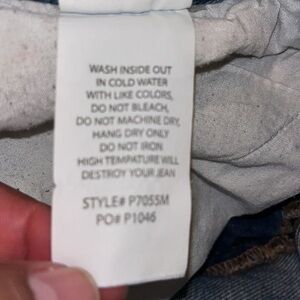 WASH INSIDE OUT
IN COLD WATER
WITH LIKE COLORS,
DO NOT BLEACH,
DO NOT MACHINE DRY,
HANG DRY ONLY
DO NOT IRON
HIGH TEMPATURE WILL
DESTROY YOUR JEAN
STYLE# P7055M
PO# P1046